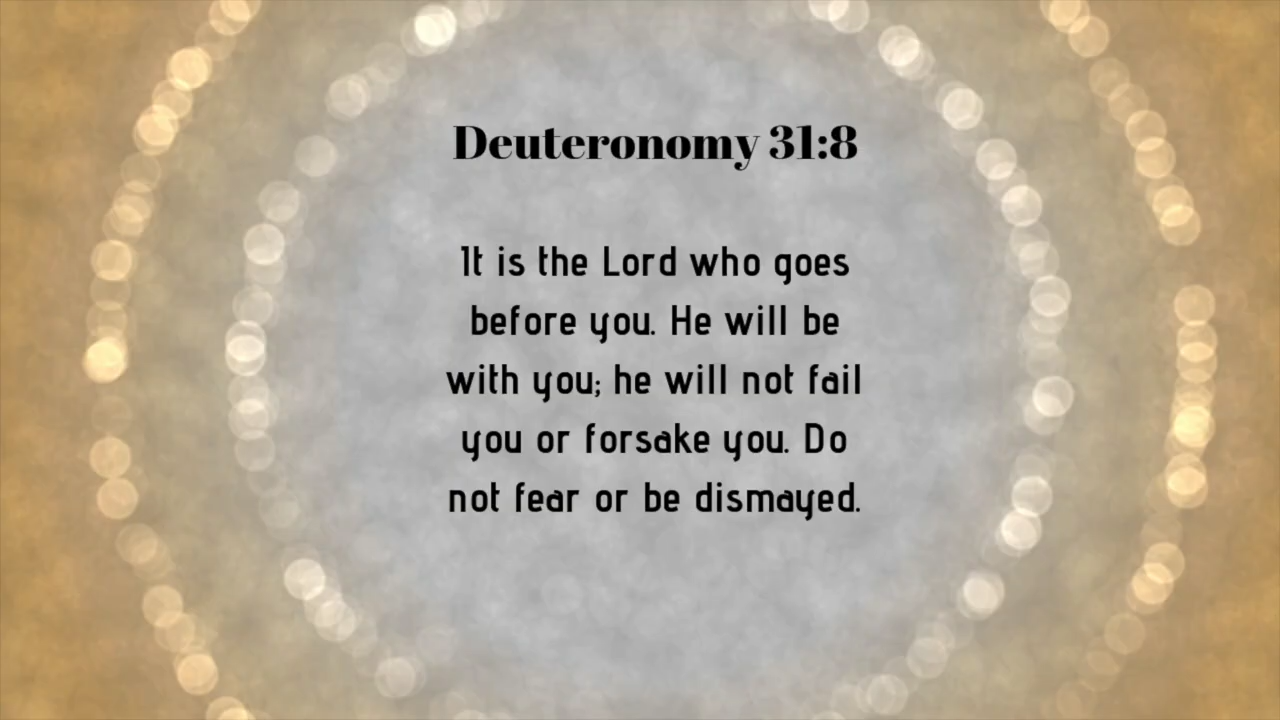 Deuteronomy 31:8
It is the Lord who goes
before you. He will be
with you; he will not fail
you or forsake you. Do
not fear or be dismayed.